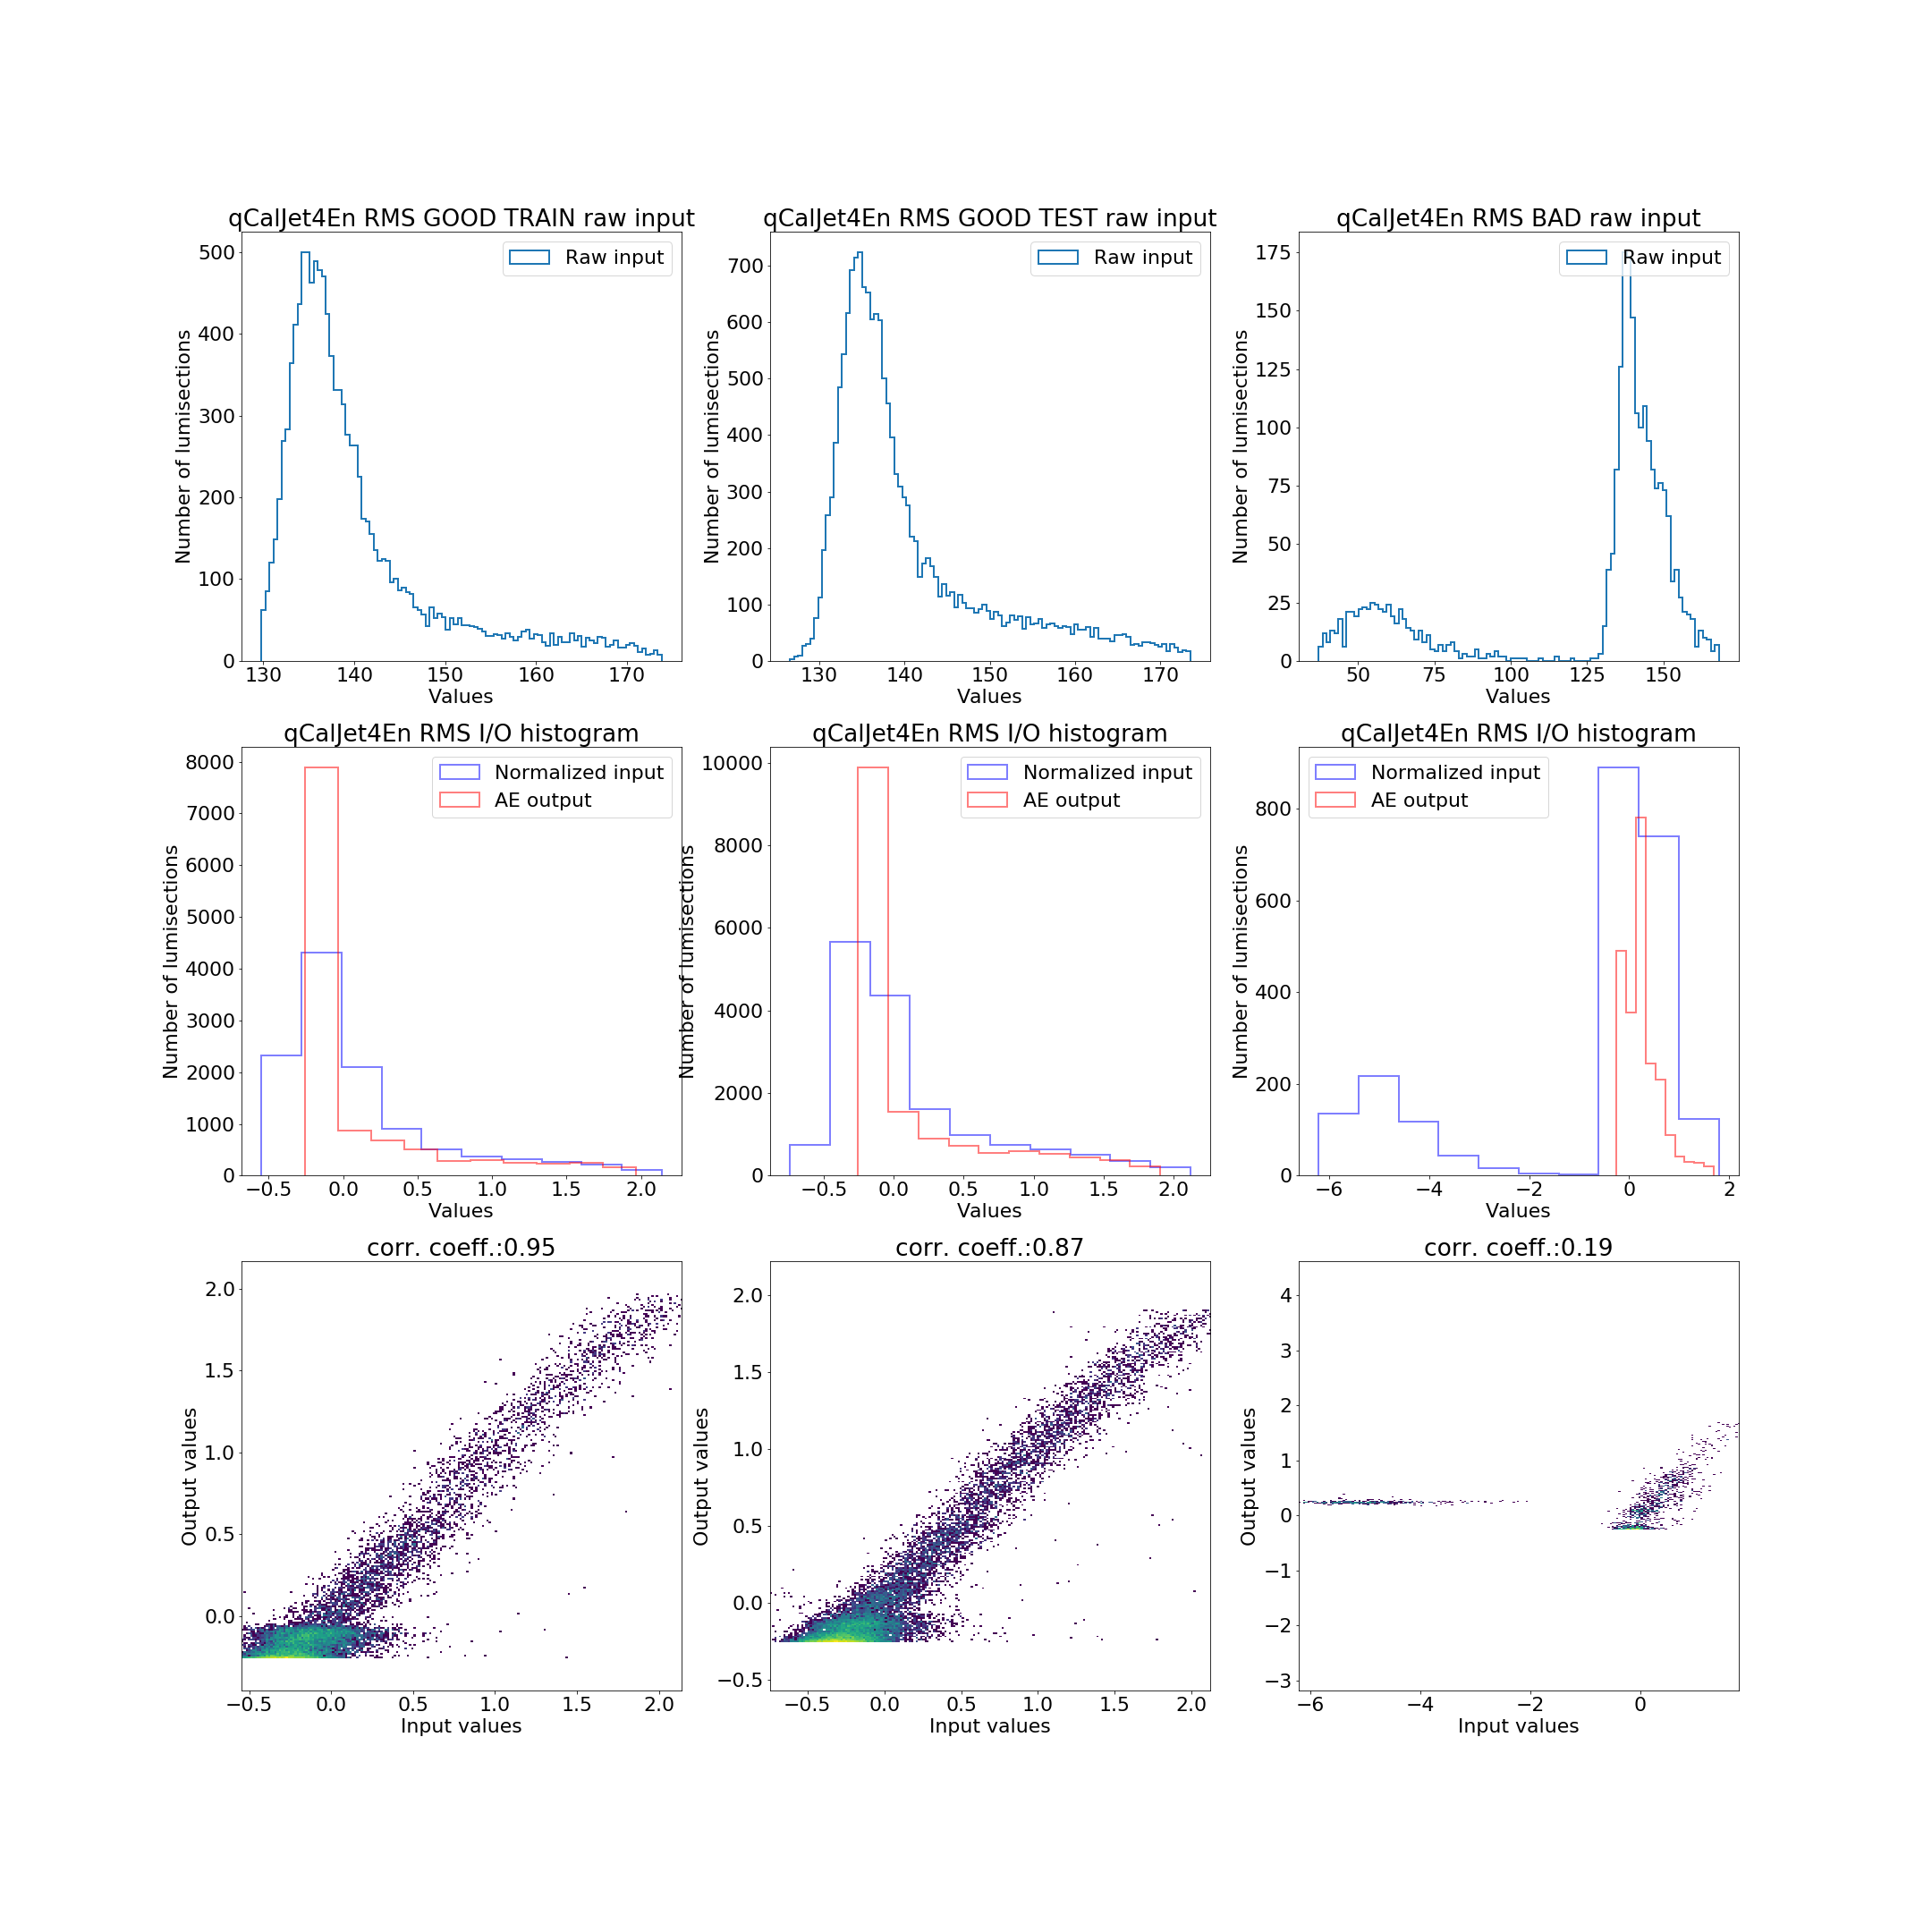 qCalJet4En RMS GOOD TRAIN raw input
Raw input
500
400
300
200
100
0
130 140 150 160 170
Number of lumisections
Values
qCalJet4En RMS GOOD TEST raw input
Raw input
700
600
500
400
300
200
100
0
130 140 150 160 170
Number of lumisections
Values
qCalJet4En RMS BAD raw input
Raw input
175
150
125
100
75
50
25
0
50 75 100 125 150
Number of lumisections
Values
qCalJet4En RMS I/O histogram
Normalized input
AE output
8000
7000
6000
5000
4000
3000
2000
1000
0
−0.5 0.0 0.5 1.0 1.5 2.0
Number of lumisections
Values
qCalJet4En RMS I/O histogram
Normalized input
AE output
10000
8000
6000
4000
2000
0
−0.5 0.0 0.5 1.0 1.5 2.0
Number of lumisections
Values
qCalJet4En RMS I/O histogram
Normalized input
AE output
800
600
400
200
0
−6 −4 −2 0 2
Number of lumisections
Values
corr. coeff.:0.95
2.0
1.5
1.0
0.5
0.0
−0.5 0.0 0.5 1.0 1.5 2.0
Output values
Input values
corr. coeff.:0.87
2.0
1.5
1.0
0.5
0.0
−0.5
−0.5 0.0 0.5 1.0 1.5 2.0
Output values
Input values
corr. coeff.:0.19
4
3
2
1
0
−1
−2
−3
−6 −4 −2 0
Output values
Input values